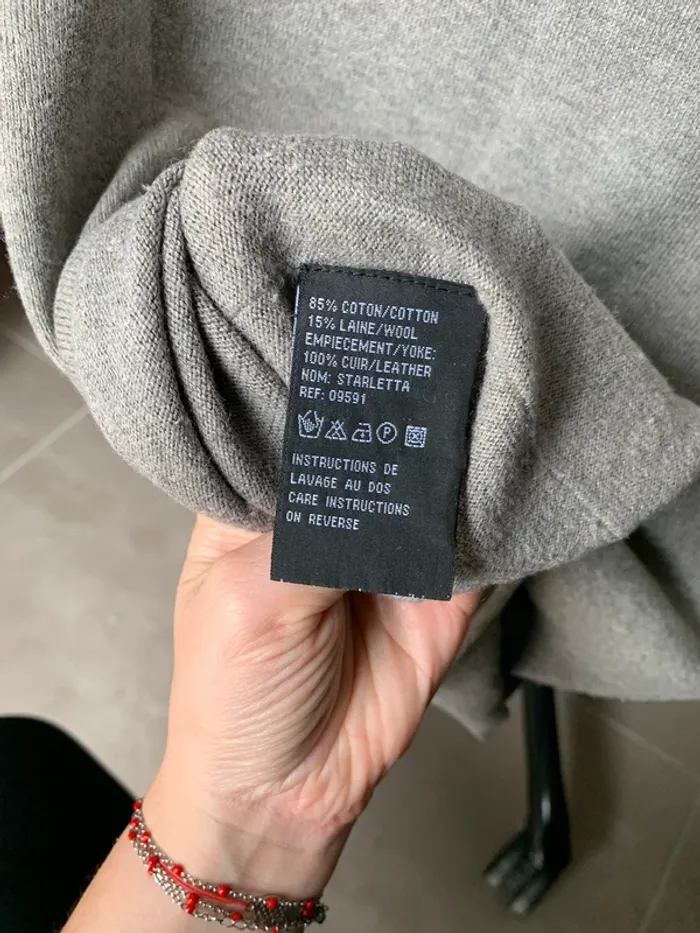 85% COTON/COTTON
15% LAINE/WOOL
EMPIECEMENT/YOKE:
100% CUIR/LEATHER
NOM: STARLETTA
REF: 09591
P
INSTRUCTIONS DE
LAVAGE AU DOS
CARE INSTRUCTIONS
ON REVERSE